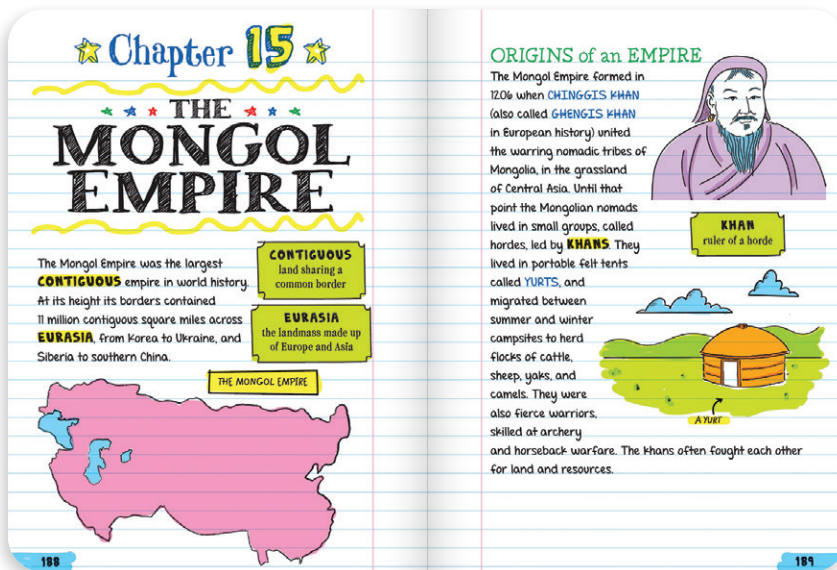 Chapter 15
THE
MONGOL
EMPIRE
The Mongol Empire was the largest
CONTIGUOUS empire in world history.
At its height its borders contained
11 million contiguous square miles across
EURASIA, from Korea to Ukraine, and
Siberia to southern China.
CONTIGUOUS
land sharing a
common border
EURASIA
the landmass made up
of Europe and Asia
THE MONGOL EMPIRE
188
ORIGINS of an EMPIRE
The Mongol Empire formed in
1206 when CHINGGIS KHAN
(also called GHENGIS KHAN
in European history) united
the warring nomadic tribes of
Mongolia, in the grassland
of Central Asia. Until that
point the Mongolian nomads
lived in small groups, called
hordes, led by KHANS. They
lived in portable felt tents
called YURTS, and
migrated between
summer and winter
campsites to herd
flocks of cattle,
sheep, yaks, and
camels. They were
also fierce warriors,
skilled at archery
and horseback warfare. The khans often fought each other
for land and resources.
KHAN
ruler of a horde
A YURT
189